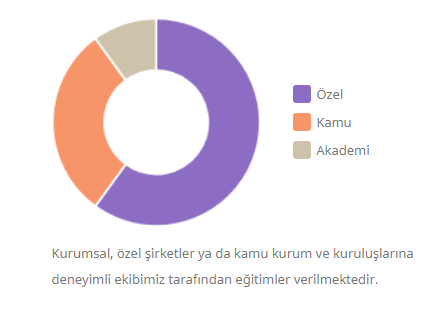 Özel
Kamu
Akademi
Kurumsal, özel şirketler ya da kamu kurum ve kuruluşlarına
deneyimli ekibimiz tarafından eğitimler verilmektedir.